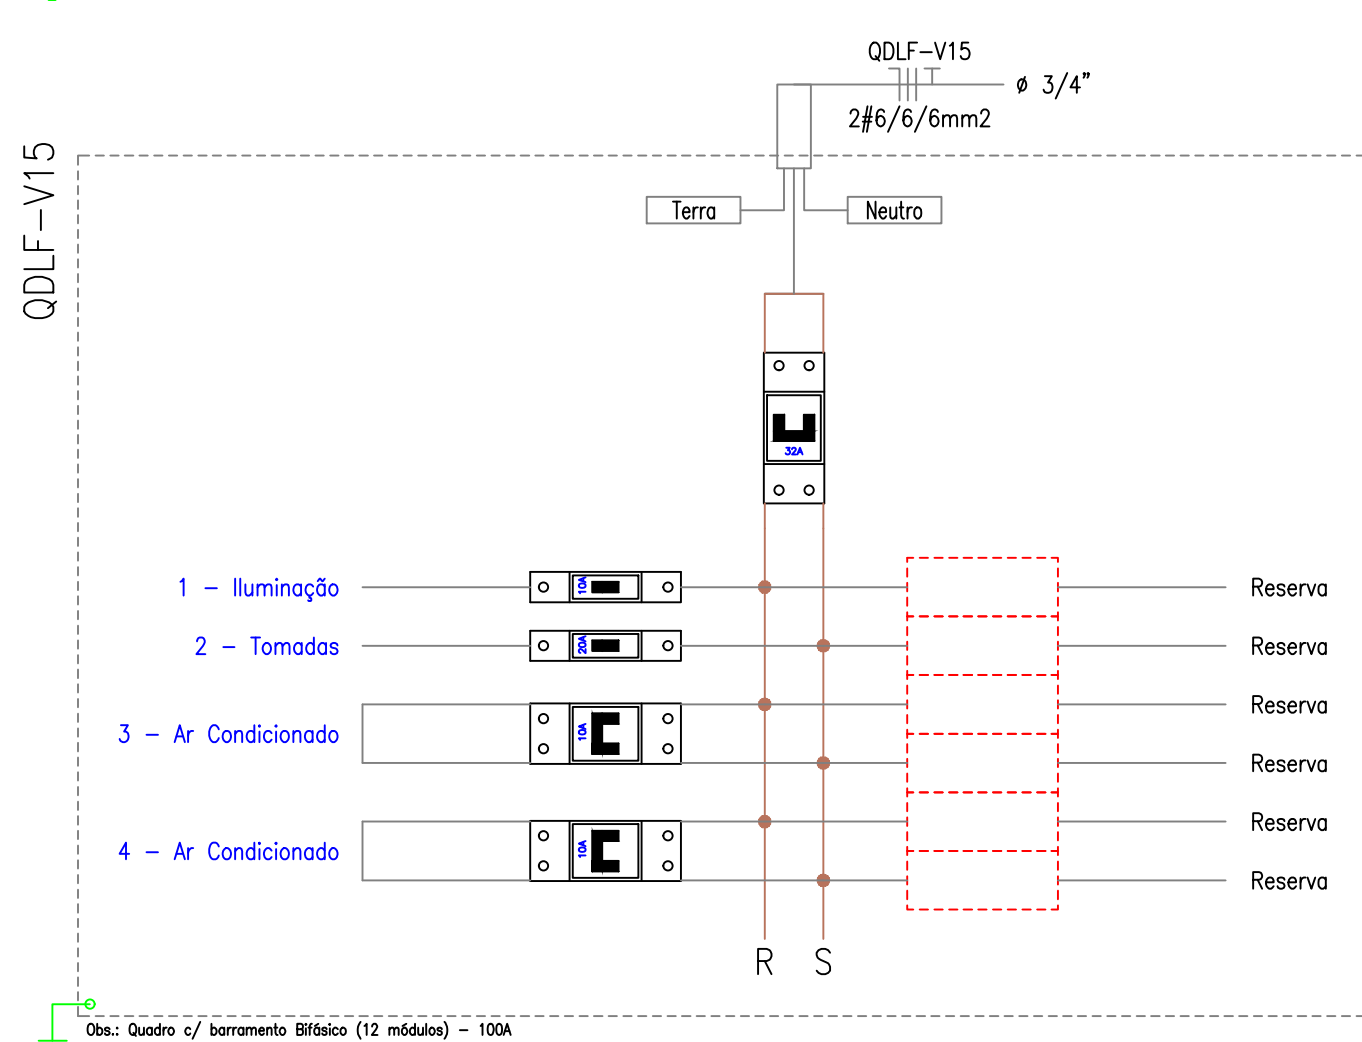 QDLF-V15
ø 3/4"
2#6/6/6mm2
QDLF-V15
Terra
Neutro
32A
1 - Iluminação
10A
Reserva
2 - Tomadas
20A
Reserva
Reserva
3 - Ar Condicionado
10A
Reserva
Reserva
4 - Ar Condicionado
10A
Reserva
R
S
Obs.: Quadro c/ barramento Bifásico (12 módulos) - 100A